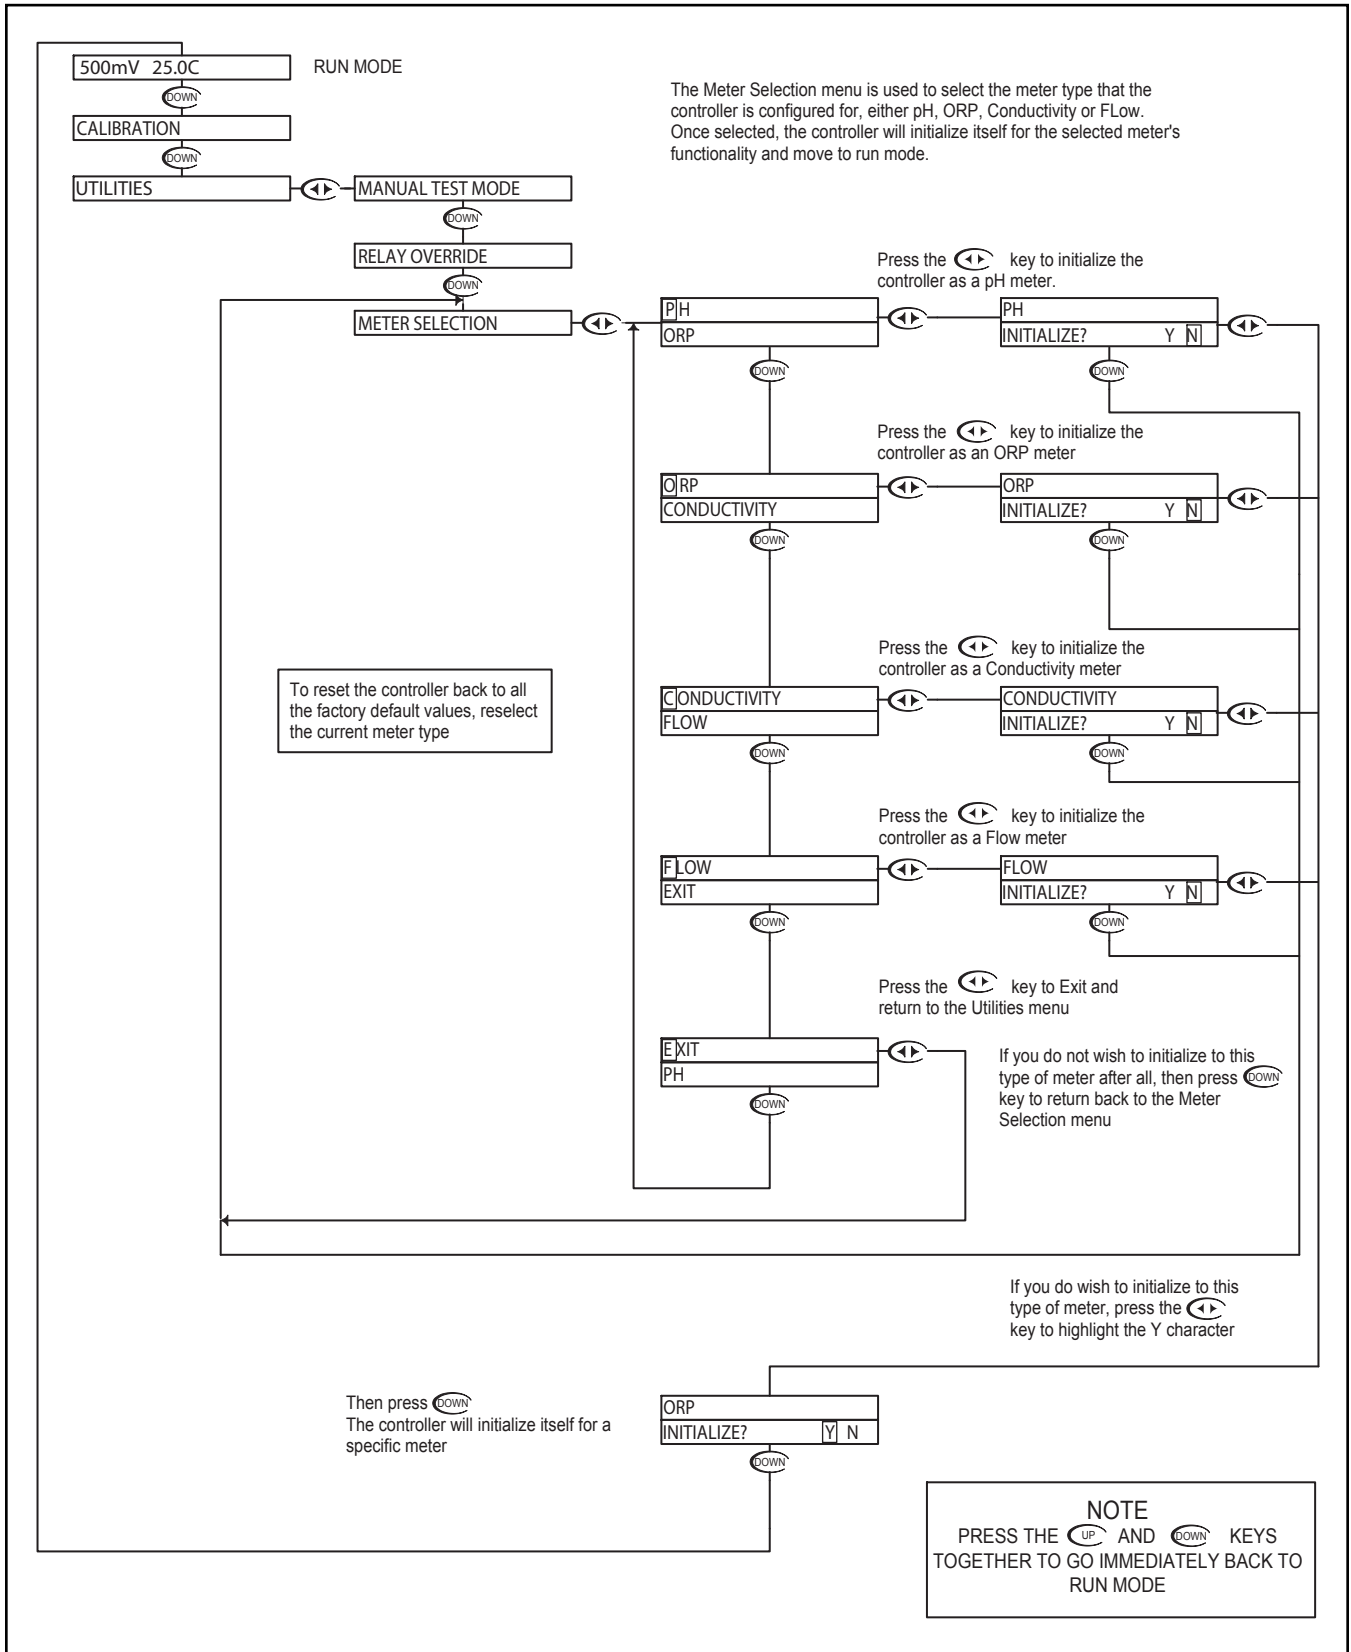 500mV 25.0C
RUN MODE
DOWN
CALIBRATION
DOWN
UTILITIES
MANUAL TEST MODE
DOWN
RELAY OVERRIDE
DOWN
METER SELECTION
The Meter Selection menu is used to select the meter type that the
controller is configured for, either pH, ORP, Conductivity or FLow.
Once selected, the controller will initialize itself for the selected meter's
functionality and move to run mode.
Press the key to initialize the
controller as a pH meter.
PH
ORP
DOWN
PH
INITIALIZE? Y N
DOWN
Press the key to initialize the
controller as an ORP meter
ORP
CONDUCTIVITY
DOWN
ORP
INITIALIZE? Y N
DOWN
Press the key to initialize the
controller as a Conductivity meter
CONDUCTIVITY
FLOW
DOWN
CONDUCTIVITY
INITIALIZE? Y N
DOWN
To reset the controller back to all
the factory default values, reselect
the current meter type
Press the key to initialize the
controller as a Flow meter
FLOW
EXIT
DOWN
FLOW
INITIALIZE? Y N
DOWN
Press the key to Exit and
return to the Utilities menu
EXIT
PH
DOWN
If you do not wish to initialize to this
type of meter after all, then press DOWN
key to return back to the Meter
Selection menu
If you do wish to initialize to this
type of meter, press the
key to highlight the Y character
Then press DOWN
The controller will initialize itself for a
specific meter
ORP
INITIALIZE? Y N
DOWN
NOTE
PRESS THE UP AND DOWN KEYS
TOGETHER TO GO IMMEDIATELY BACK TO
RUN MODE